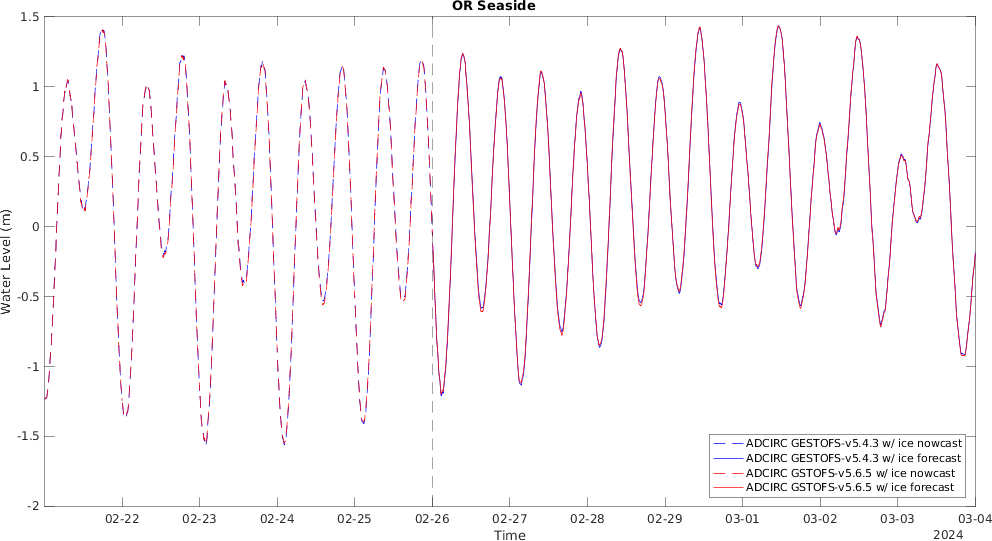 OR Seaside
1.5
1
0.5
0
-0.5
-1
-1.5
-2
Water Level (m)
02-22 02-23 02-24 02-25 02-26 02-27 02-28 02-29 03-01 03-02 03-03 03-04
Time
2024
ADCIRC GESTOFS-v5.4.3 w/ ice nowcast
ADCIRC GESTOFS-v5.4.3 w/ ice forecast
ADCIRC GSTOFS-v5.6.5 w/ ice nowcast
ADCIRC GSTOFS-v5.6.5 w/ ice forecast